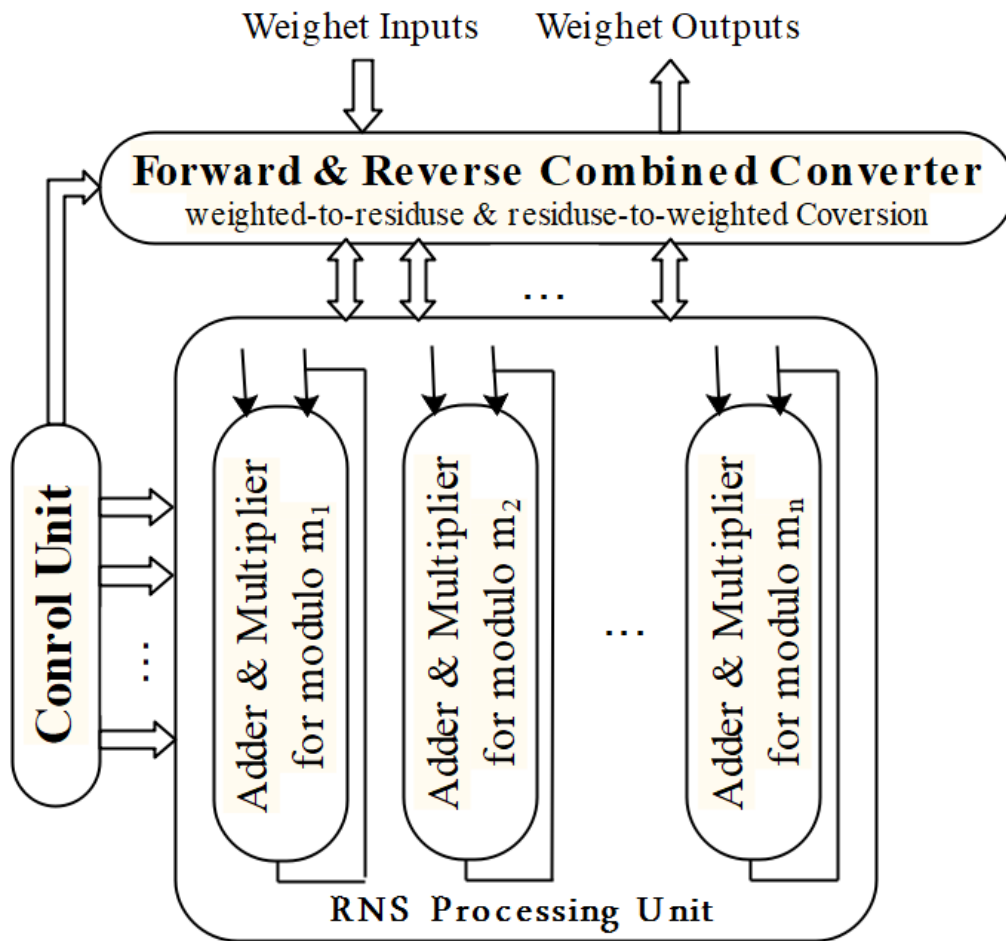 Weighet Inputs
Weighet Outputs
Forward & Reverse Combined Converter
weighted-to-residuse & residuse-to-weighted Coversion
...
Conrol Unit
...
Adder & Multiplier
for modulo m₁
Adder & Multiplier
for modulo m₂
...
Adder & Multiplier
for modulo mₙ
RNS Processing Unit